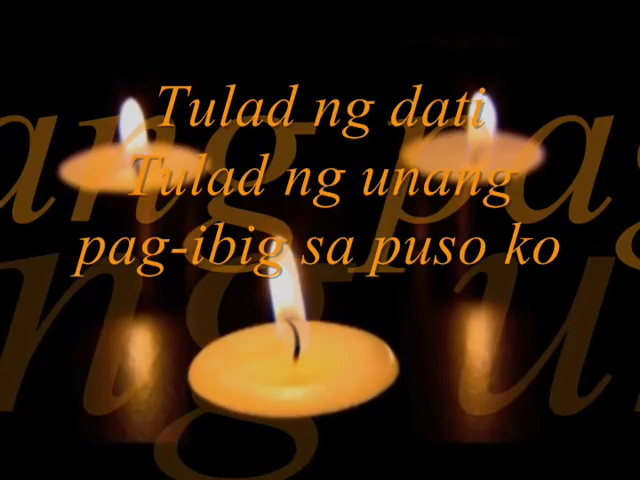 Tulad ng dati
Tulad ng unang
pag-ibig sa puso ko